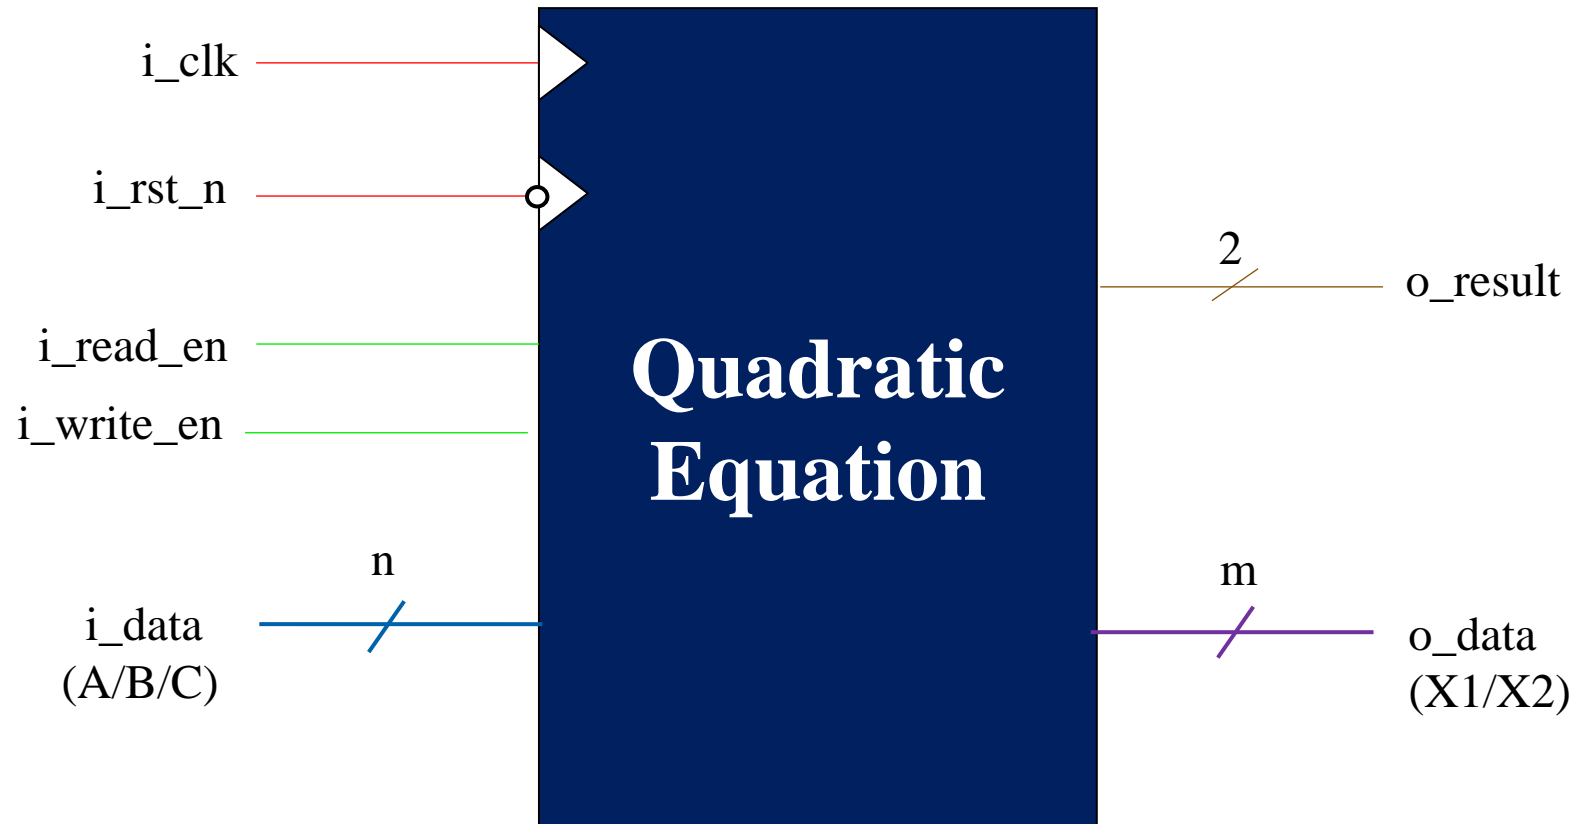 i_clk
i_rst_n
i_read_en
i_write_en
n
i_data
(A/B/C)
Quadratic
Equation
2
o_result
m
o_data
(X1/X2)